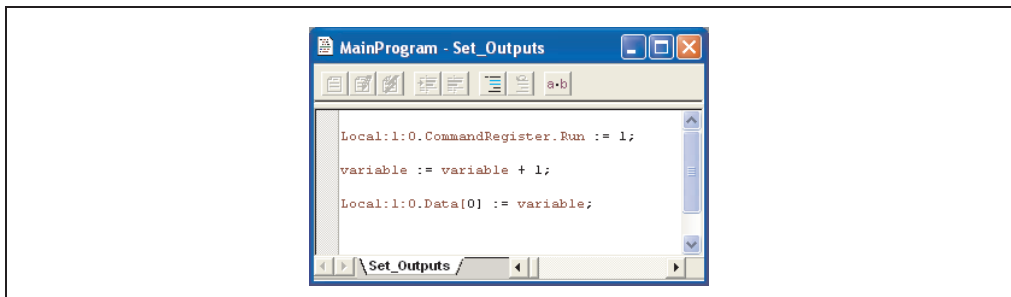 MainProgram - Set_Outputs
a·b
Local:1:O.CommandRegister.Run := 1;
variable := variable + 1;
Local:1:O.Data[0] := variable;
Set_Outputs